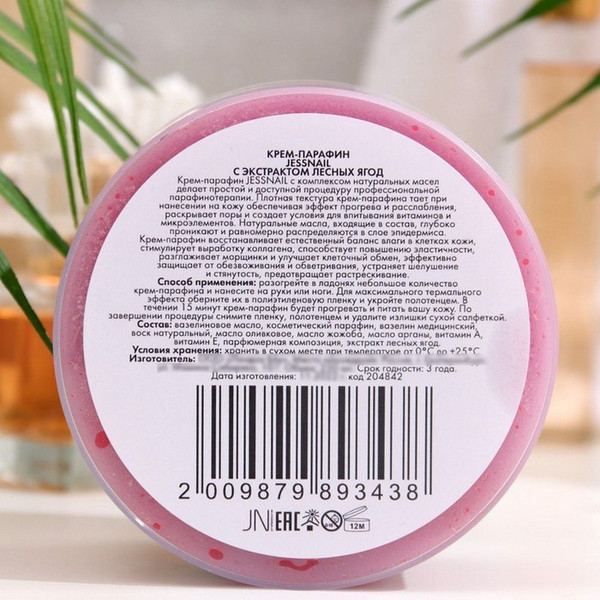 КРЕМ-ПАРАФИН
JESSNAIL
С ЭКСТРАКТОМ ЛЕСНЫХ ЯГОД
Крем-парафин JESSNAIL с комплексом натуральных масел
делает простой и доступной процедуру профессиональной
парафинотерапии. Плотная текстура крем-парафина тает при
нанесении на кожу обеспечивая эффект прогрева и расслабления,
раскрывает поры и создает условия для впитывания витаминов и
микроэлементов. Натуральные масла, входящие в состав, глубоко
проникают и равномерно распределяются в слое эпидермиса.
Крем-парафин восстанавливает естественный баланс влаги в клетках кожи,
стимулирует выработку коллагена, способствует повышению эластичности,
разглаживает морщинки и улучшает клеточный обмен, эффективно
защищает от обезвоживания и обветривания, устраняет шелушение
и стянутость, предотвращает растрескивание.
Способ применения: разогрейте в ладонях небольшое количество
крем-парафина и нанесите на руки или ноги. Для максимального термального
эффекта оберните их в полиэтиленовую пленку и укройте полотенцем. В
течении 15 минут крем-парафин будет прогревать и питать вашу кожу. По
завершении процедуры снимите пленку, полотенцем и удалите излишки сухой салфеткой.
Состав: вазелиновое масло, косметический парафин, вазелин медицинский,
воск натуральный, масло оливковое, масло жожоба, масло арганы, витамин А,
витамин Е, парфюмерная композиция, экстракт лесных ягод.
Условия хранения: хранить в сухом месте при температуре от 0°С до +25°С.
Изготовитель:
Срок годности: 3 года.
Дата изготовления: код 204842
2 009879 893438
JN EAC 12M